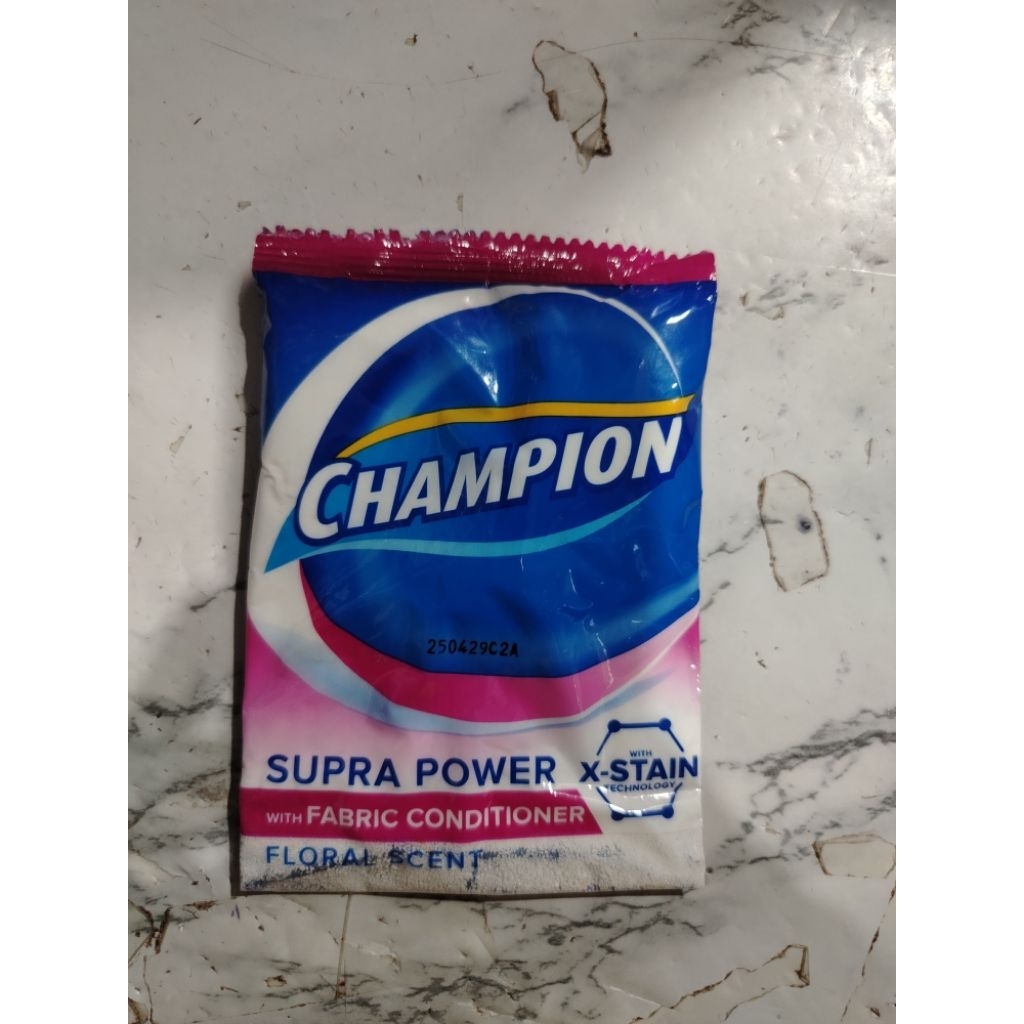 CHAMPION
250429C2A
SUPRA POWER
WITH
X-STAIN
TECHNOLOGY
WITH FABRIC CONDITIONER
FLORAL SCENT